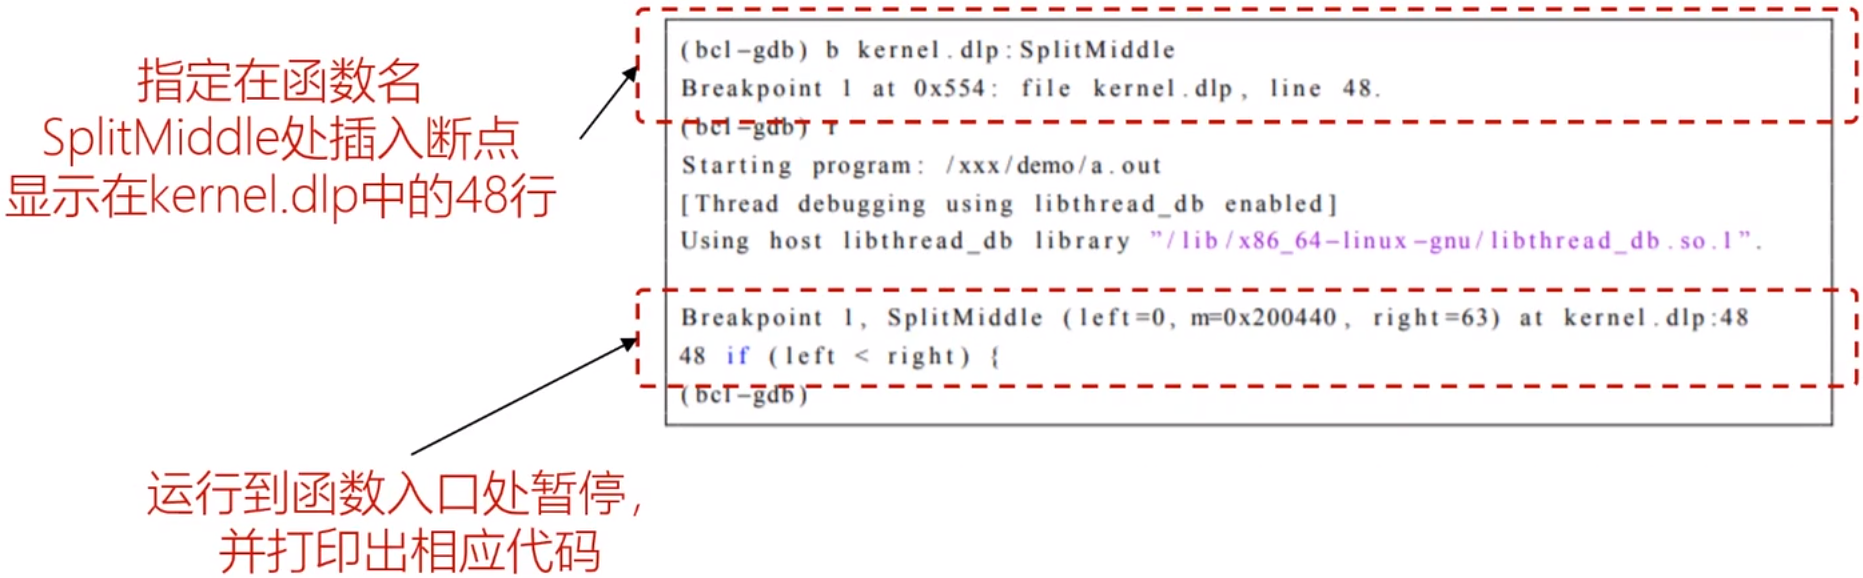 指定在函数名
SplitMiddle处插入断点
显示在kernel.dlp中的48行
(bcl-gdb) b kernel.dlp:SplitMiddle
Breakpoint 1 at 0x554: file kernel.dlp, line 48.
(bcl-gdb) r
Starting program: /xxx/demo/a.out
[Thread debugging using libthread_db enabled]
Using host libthread_db library "/lib/x86_64-linux-gnu/libthread_db.so.1".
Breakpoint 1, SplitMiddle (left=0, m=0x200440, right=63) at kernel.dlp:48
48 if (left < right) {
(bcl-gdb)
运行到函数入口处暂停,
并打印出相应代码